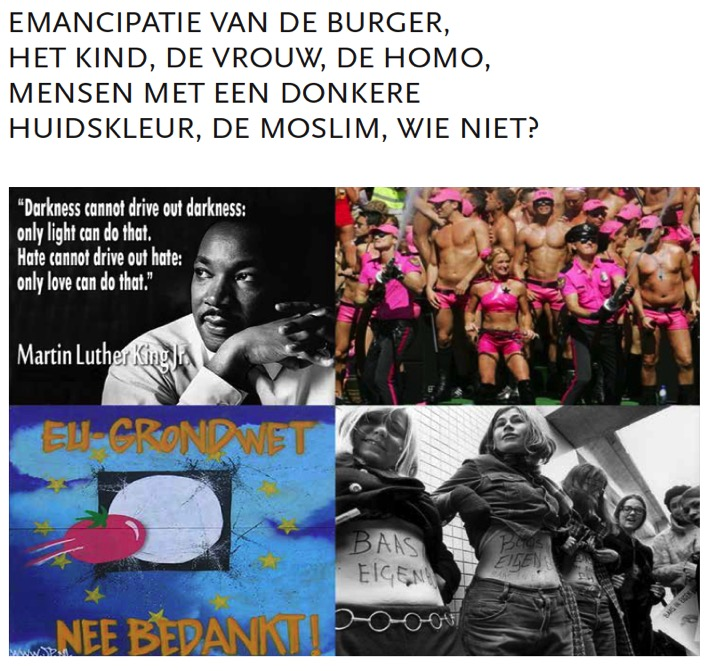 EMANCIPATIE VAN DE BURGER,
HET KIND, DE VROUW, DE HOMO,
MENSEN MET EEN DONKERE
HUIDSKLEUR, DE MOSLIM, WIE NIET?
“Darkness cannot drive out darkness:
only light can do that.
Hate cannot drive out hate:
only love can do that.”
Martin Luther King Jr.
EU-GRONDWET
NEE BEDANKT!
BAAS
EIGEN
BAAS
EIGEN